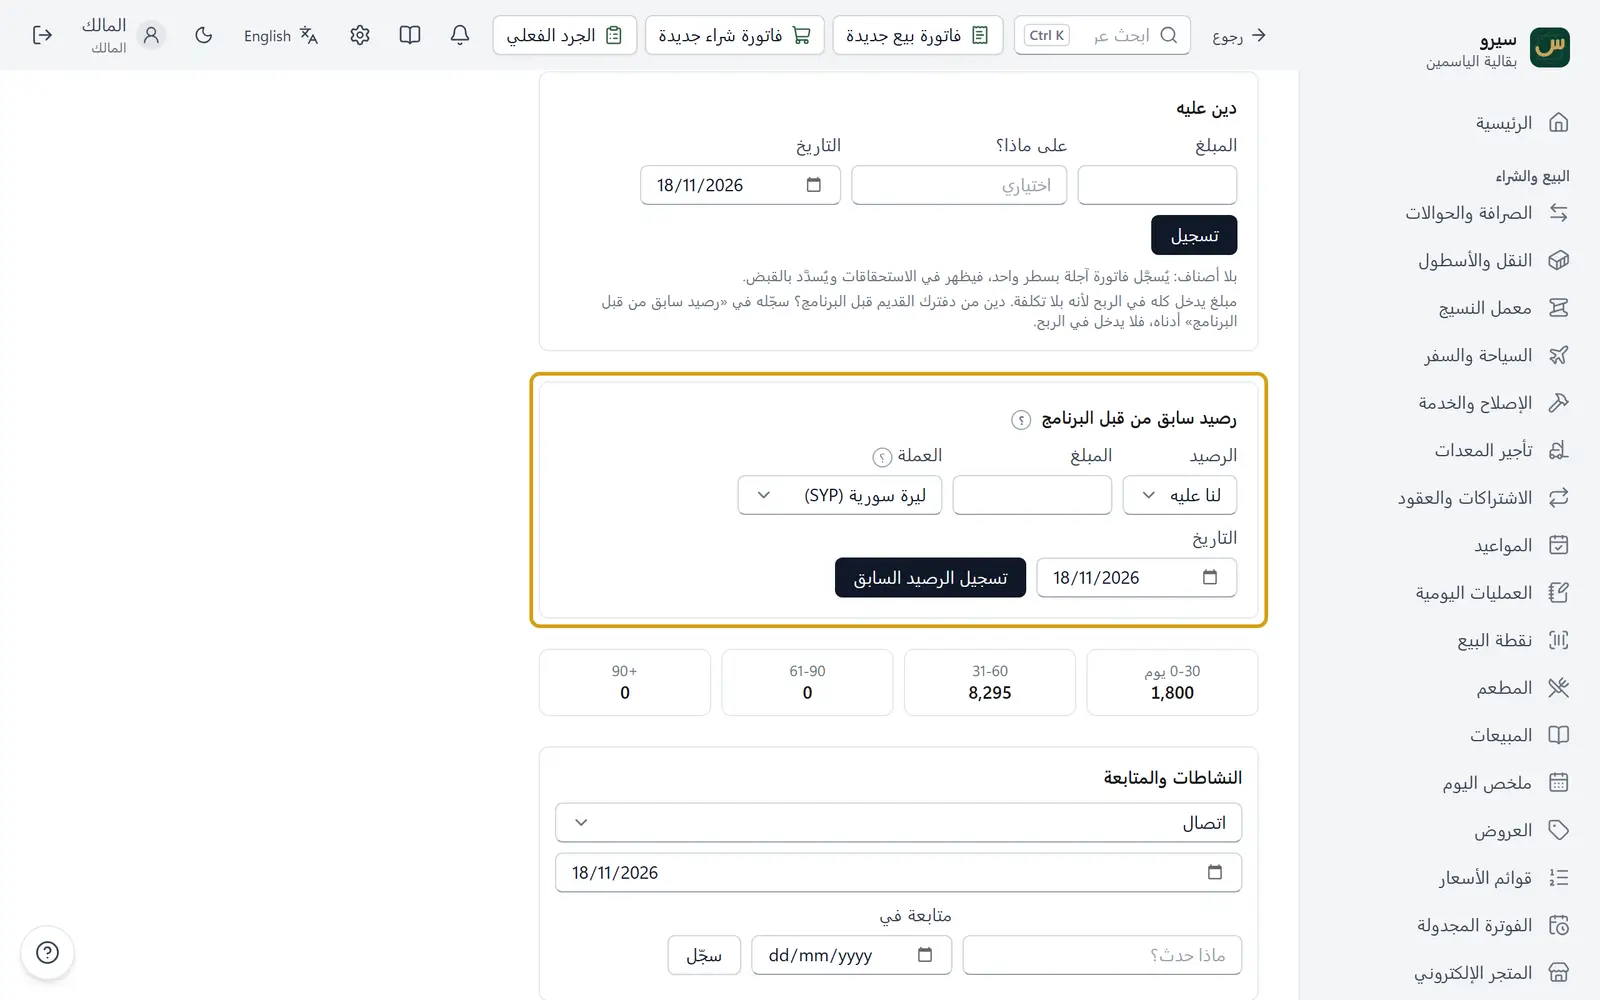 س
سيرو
بقالية الياسمين
رجوع
ابحث عر
Ctrl K
فاتورة بيع جديدة
فاتورة شراء جديدة
الجرد الفعلي
English
المالك
المالك
الرئيسية
البيع والشراء
الصرافة والحوالات
النقل والأسطول
معمل النسيج
السياحة والسفر
الإصلاح والخدمة
تأجير المعدات
الاشتراكات والعقود
المواعيد
العمليات اليومية
نقطة البيع
المطعم
المبيعات
ملخص اليوم
العروض
قوائم الأسعار
الفوترة المجدولة
المتجر الإلكتروني
دين عليه
المبلغ
على ماذا؟
التاريخ
اختياري
18/11/2026
تسجيل
بلا أصناف: يُسجَّل فاتورة آجلة بسطر واحد، فيظهر في الاستحقاقات ويُسدَّد بالقبض.
مبلغ يدخل كله في الربح لأنه بلا تكلفة. دين من دفترك القديم قبل البرنامج؟ سجّله في «رصيد سابق من قبل
البرنامج» أدناه، فلا يدخل في الربح.
رصيد سابق من قبل البرنامج ؟
الرصيد
المبلغ
العملة ؟
لنا عليه
ليرة سورية (SYP)
التاريخ
18/11/2026
تسجيل الرصيد السابق
0-30 يوم
1,800
31-60
8,295
61-90
0
90+
0
النشاطات والمتابعة
اتصال
18/11/2026
متابعة في
ماذا حدث؟
dd/mm/yyyy
سجّل